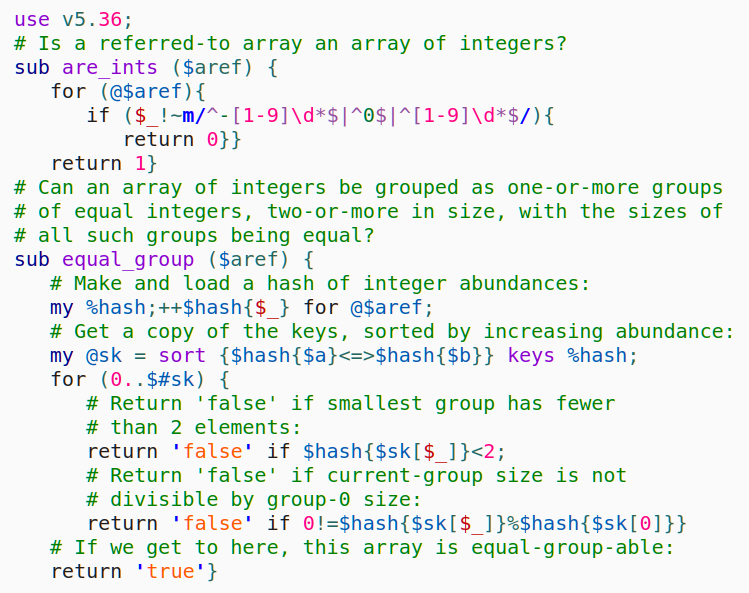 use v5.36;
# Is a referred-to array an array of integers?
sub are_ints ($aref) {
   for (@$aref){
      if ($_!~m/^-[1-9]\d*$|^0$|^[1-9]\d*$/){
         return 0}}
   return 1}
# Can an array of integers be grouped as one-or-more groups
# of equal integers, two-or-more in size, with the sizes of
# all such groups being equal?
sub equal_group ($aref) {
   # Make and load a hash of integer abundances:
   my %hash;++$hash{$_} for @$aref;
   # Get a copy of the keys, sorted by increasing abundance:
   my @sk = sort {$hash{$a}<=>$hash{$b}} keys %hash;
   for (0..$#sk) {
      # Return 'false' if smallest group has fewer
      # than 2 elements:
      return 'false' if $hash{$sk[$_]}<2;
      # Return 'false' if current-group size is not
      # divisible by group-0 size:
      return 'false' if 0!=$hash{$sk[$_]}%$hash{$sk[0]}}
   # If we get to here, this array is equal-group-able:
   return 'true'}